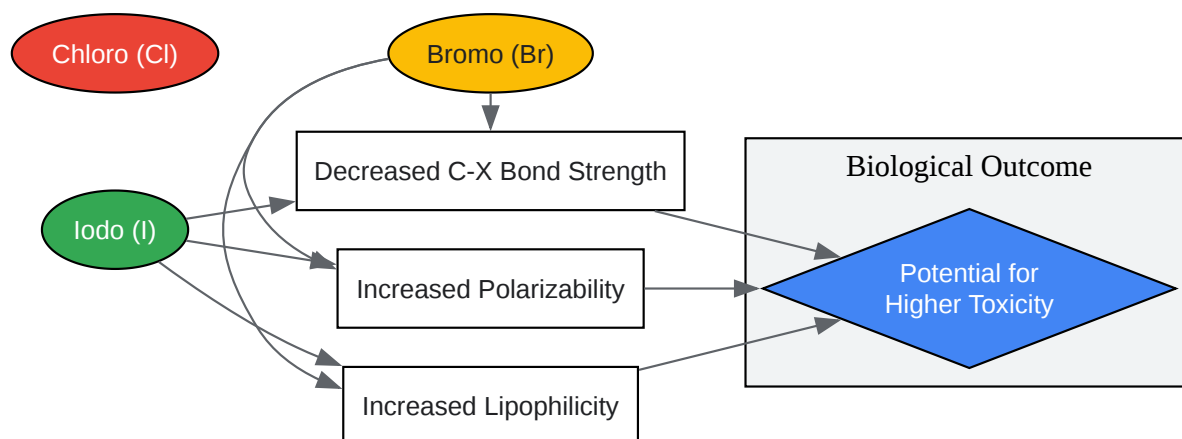 Chloro (Cl)
Bromo (Br)
Decreased C-X Bond Strength
Biological Outcome
Iodo (I)
Potential for
Higher Toxicity
Increased Polarizability
Increased Lipophilicity